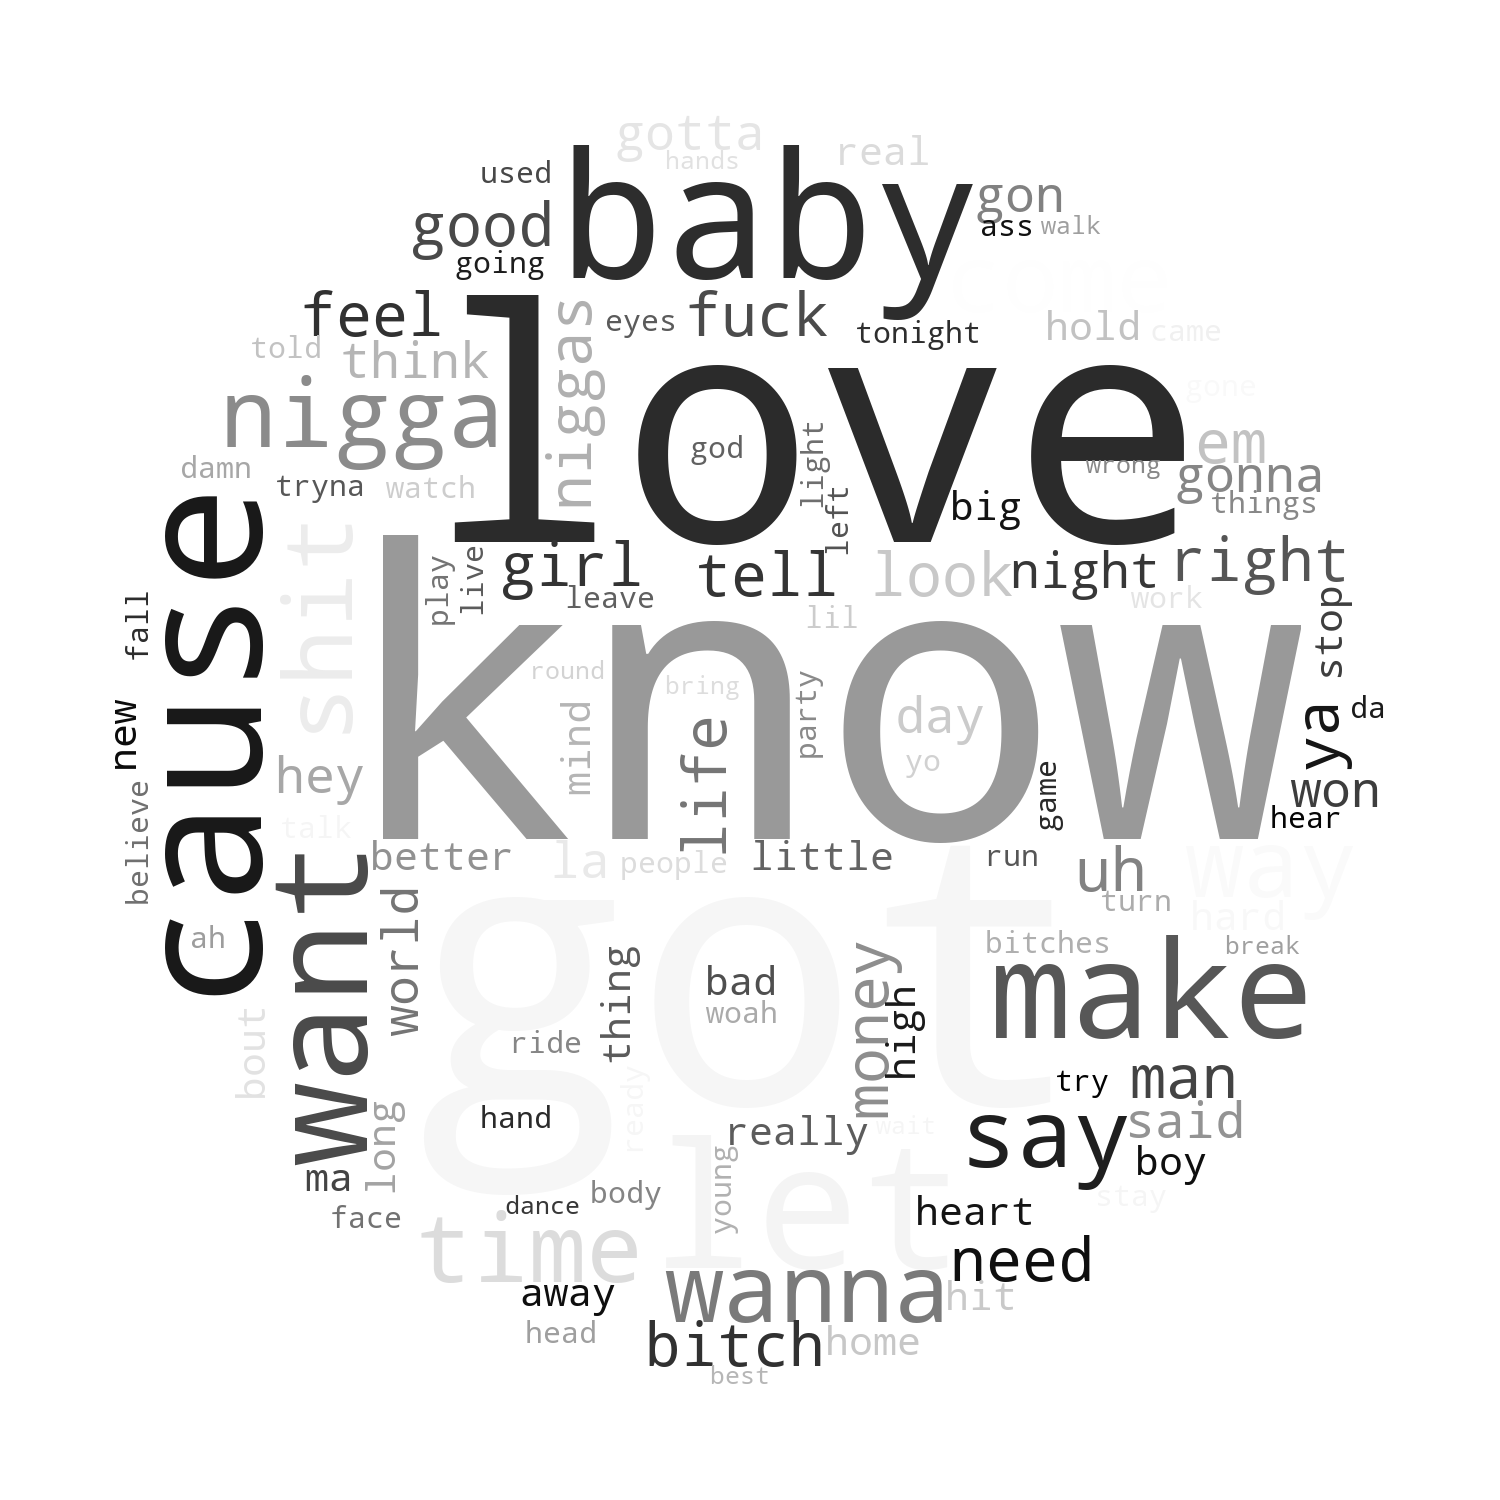 gotta
hands
real
used
baby
gon
good
ass
walk
going
come
feel
love
niggas
eyes
fuck
tonight
hold
came
told
think
nigga
gone
god
light
em
wrong
gonna
damn
tryna
watch
things
cause
left
big
shit
know
play
live
girl
leave
tell
look
night
right
work
fall
lil
stop
round
bring
new
mind
life
party
day
ya
da
hey
yo
game
won
believe
talk
hear
want
better
la
people
little
run
uh
way
world
got
turn
hard
ah
thing
bad
money
bitches
break
make
woah
high
bout
ride
try
man
long
hand
ready
really
wait
say
said
ma
young
let
boy
body
stay
face
dance
time
heart
need
away
wanna
hit
head
bitch
home
best